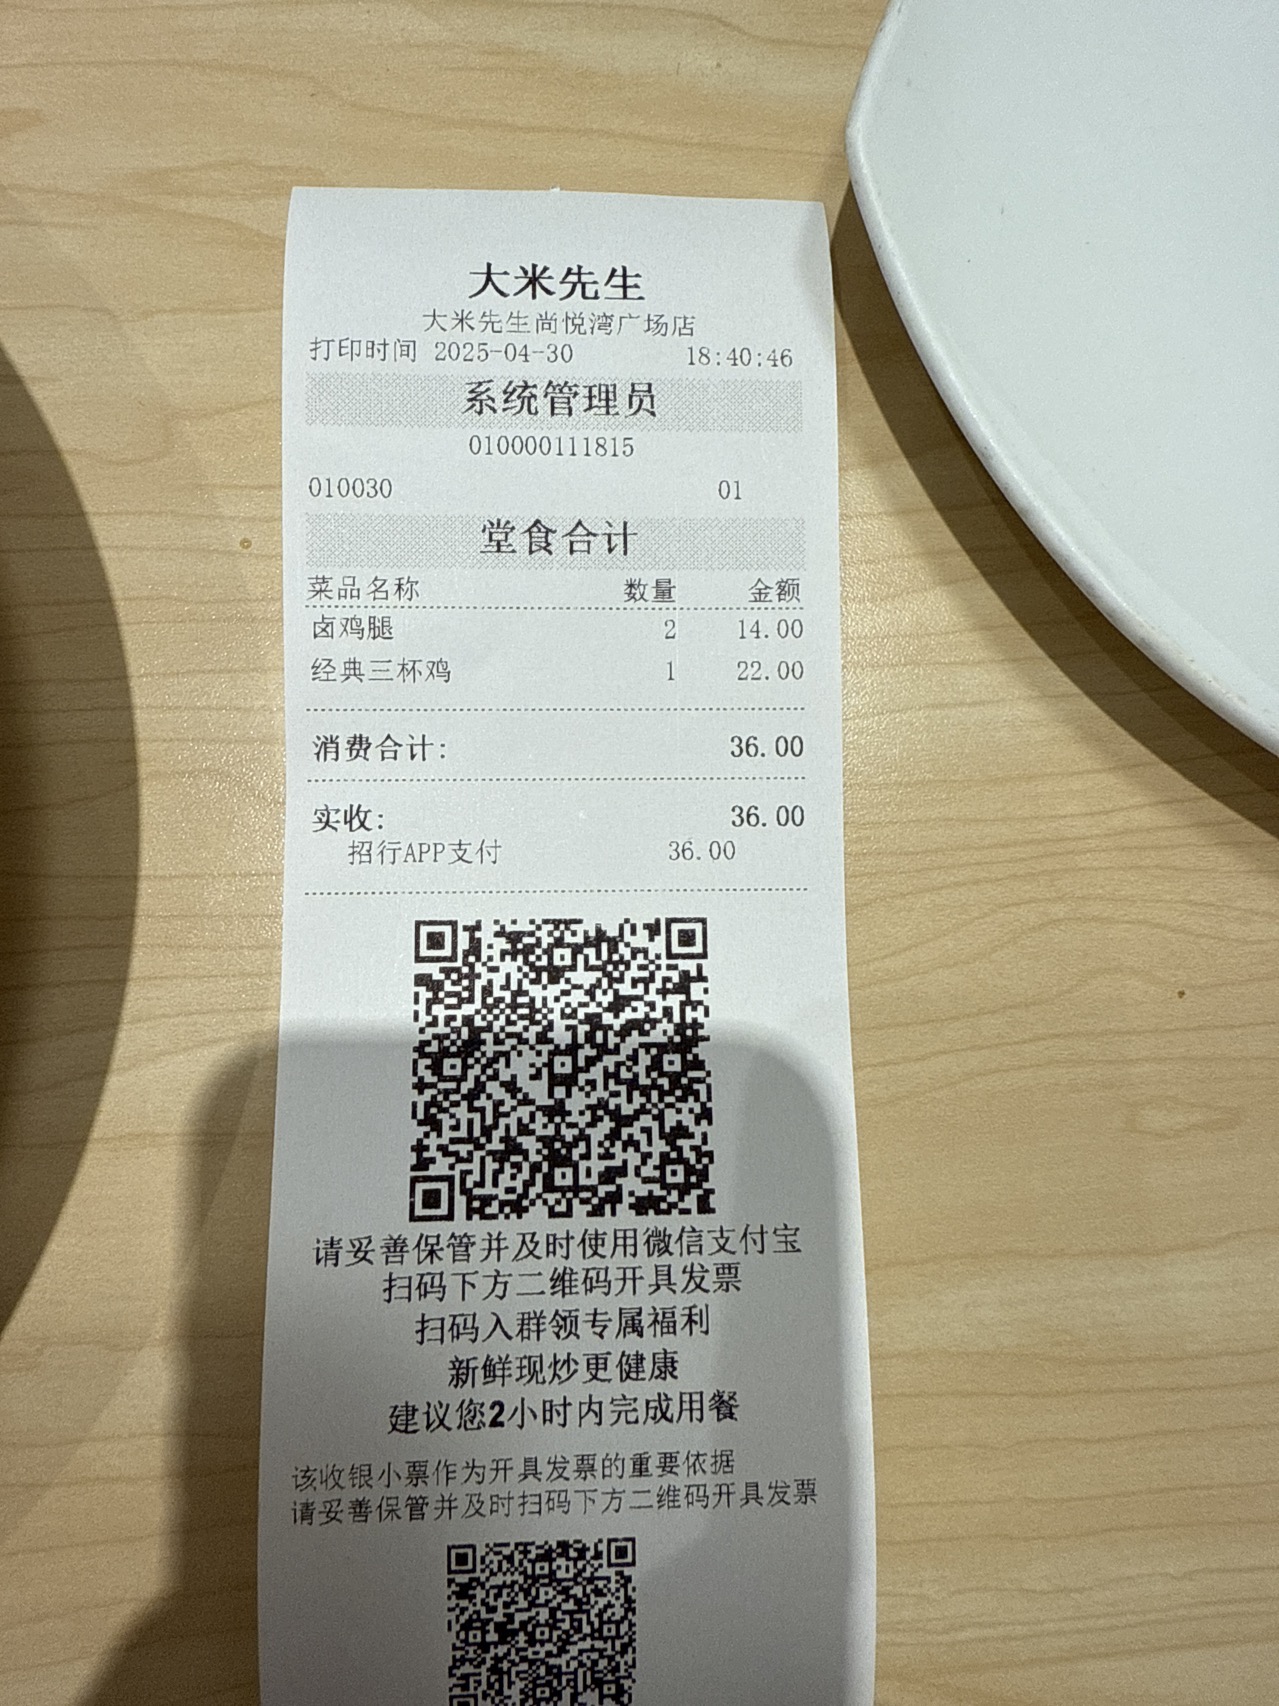 大米先生
大米先生尚悦湾广场店
打印时间 2025-04-30 18:40:46
系统管理员
010000111815
010030 01
堂食合计
菜品名称 数量 金额
卤鸡腿 2 14.00
经典三杯鸡 1 22.00
消费合计: 36.00
实收: 36.00
招行APP支付 36.00
请妥善保管并及时使用微信支付宝
扫码下方二维码开具发票
扫码入群领专属福利
新鲜现炒更健康
建议您2小时内完成用餐
该收银小票作为开具发票的重要依据
请妥善保管并及时扫码下方二维码开具发票